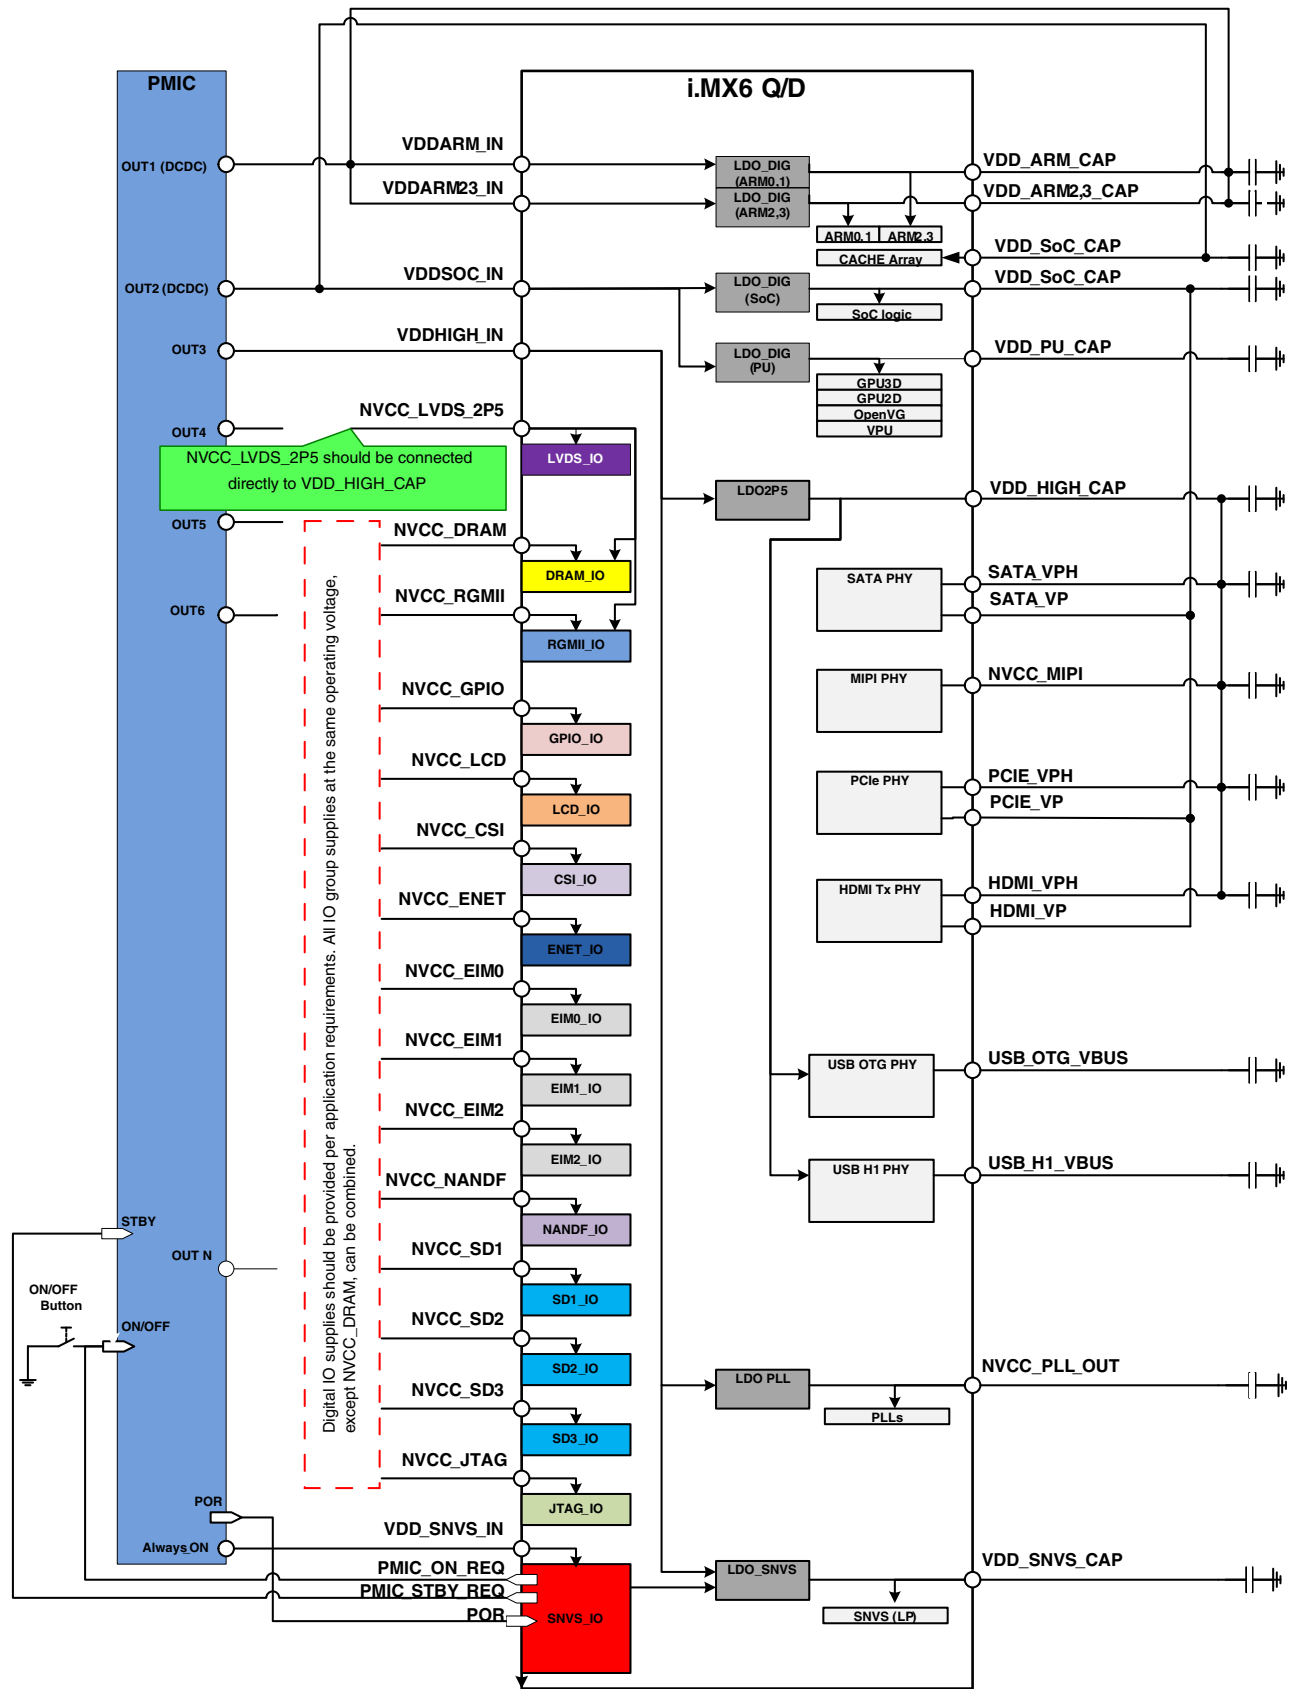 PMIC
i.MX6 Q/D
OUT1 (DCDC)
VDDARM_IN
VDDARM23_IN
LDO_DIG
(ARM0,1)
LDO_DIG
(ARM2,3)
VDD_ARM_CAP
VDD_ARM2,3_CAP
ARM0,1
ARM2,3
CACHE Array
VDD_SoC_CAP
OUT2 (DCDC)
VDDSOC_IN
LDO_DIG
(SoC)
SoC logic
VDD_SoC_CAP
OUT3
VDDHIGH_IN
LDO_DIG
(PU)
VDD_PU_CAP
GPU3D
GPU2D
OpenVG
VPU
OUT4
NVCC_LVDS_2P5
NVCC_LVDS_2P5 should be connected
directly to VDD_HIGH_CAP
LVDS_IO
LDO2P5
VDD_HIGH_CAP
OUT5
NVCC_DRAM
DRAM_IO
OUT6
NVCC_RGMII
RGMII_IO
SATA PHY
SATA_VPH
SATA_VP
Digital IO supplies should be provided per application requirements. All IO group supplies at the same operating voltage,
except NVCC_DRAM, can be combined.
NVCC_GPIO
GPIO_IO
MIPI PHY
NVCC_MIPI
NVCC_LCD
LCD_IO
PCIe PHY
PCIE_VPH
PCIE_VP
NVCC_CSI
CSI_IO
HDMI Tx PHY
HDMI_VPH
HDMI_VP
NVCC_ENET
ENET_IO
NVCC_EIM0
EIM0_IO
NVCC_EIM1
EIM1_IO
USB OTG PHY
USB_OTG_VBUS
NVCC_EIM2
EIM2_IO
USB H1 PHY
USB_H1_VBUS
NVCC_NANDF
NANDF_IO
STBY
OUT N
NVCC_SD1
SD1_IO
ON/OFF
Button
ON/OFF
NVCC_SD2
SD2_IO
NVCC_SD3
SD3_IO
LDO PLL
PLLs
NVCC_PLL_OUT
NVCC_JTAG
JTAG_IO
POR
Always_ON
VDD_SNVS_IN
PMIC_ON_REQ
PMIC_STBY_REQ
POR
SNVS_IO
LDO_SNVS
SNVS (LP)
VDD_SNVS_CAP